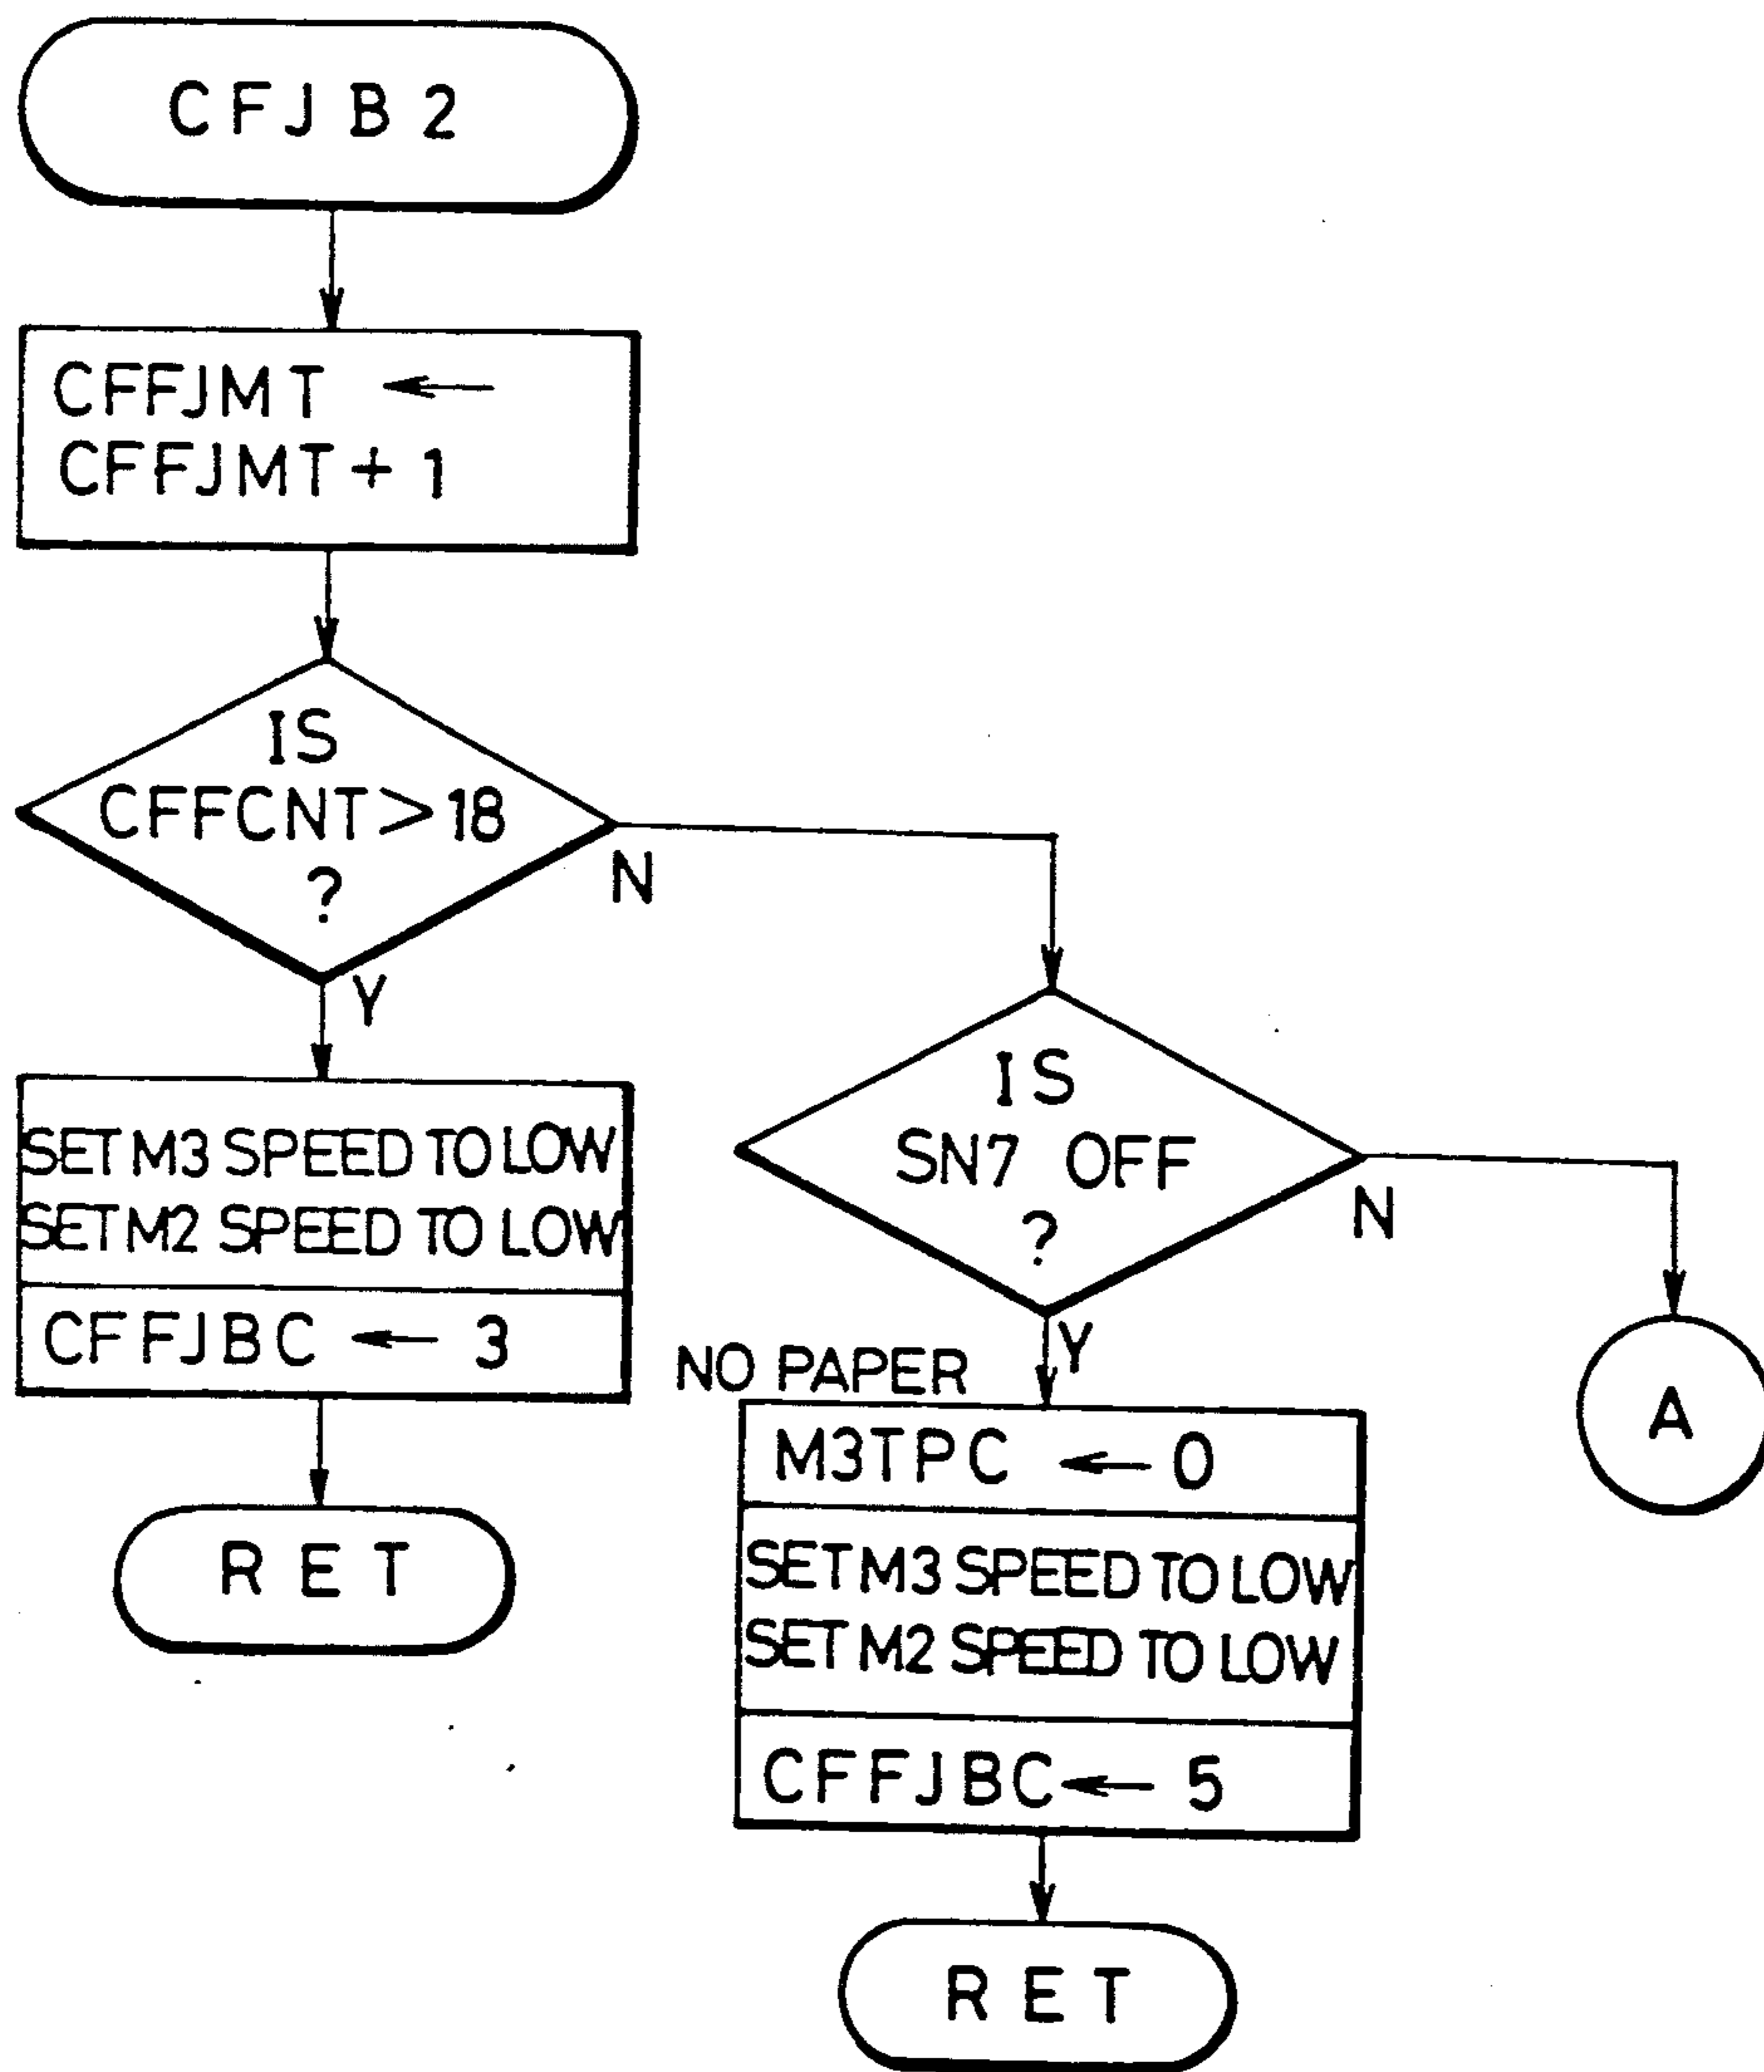 CFJB2
CFFJMT ←
CFFJMT + 1
IS
CFFCNT > 18
?
N
Y
SET M3 SPEED TO LOW
SET M2 SPEED TO LOW
CFFJBC ← 3
RET
IS
SN7 OFF
?
N
Y
NO PAPER
M3TPC ← 0
SET M3 SPEED TO LOW
SET M2 SPEED TO LOW
CFFJBC ← 5
RET
A